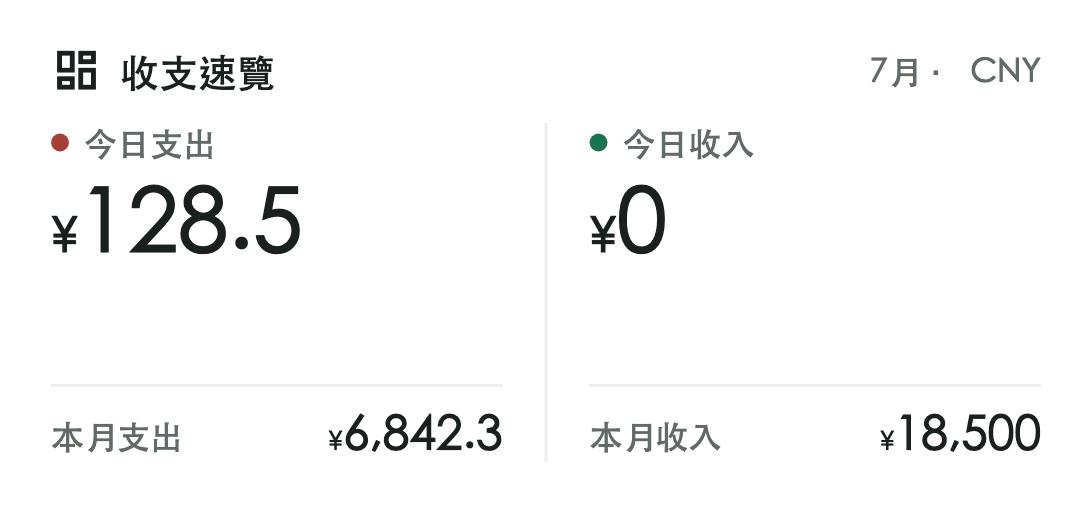 收支速覽
7月 · CNY
今日支出
¥128.5
今日收入
¥0
本月支出 ¥6,842.3
本月收入 ¥18,500